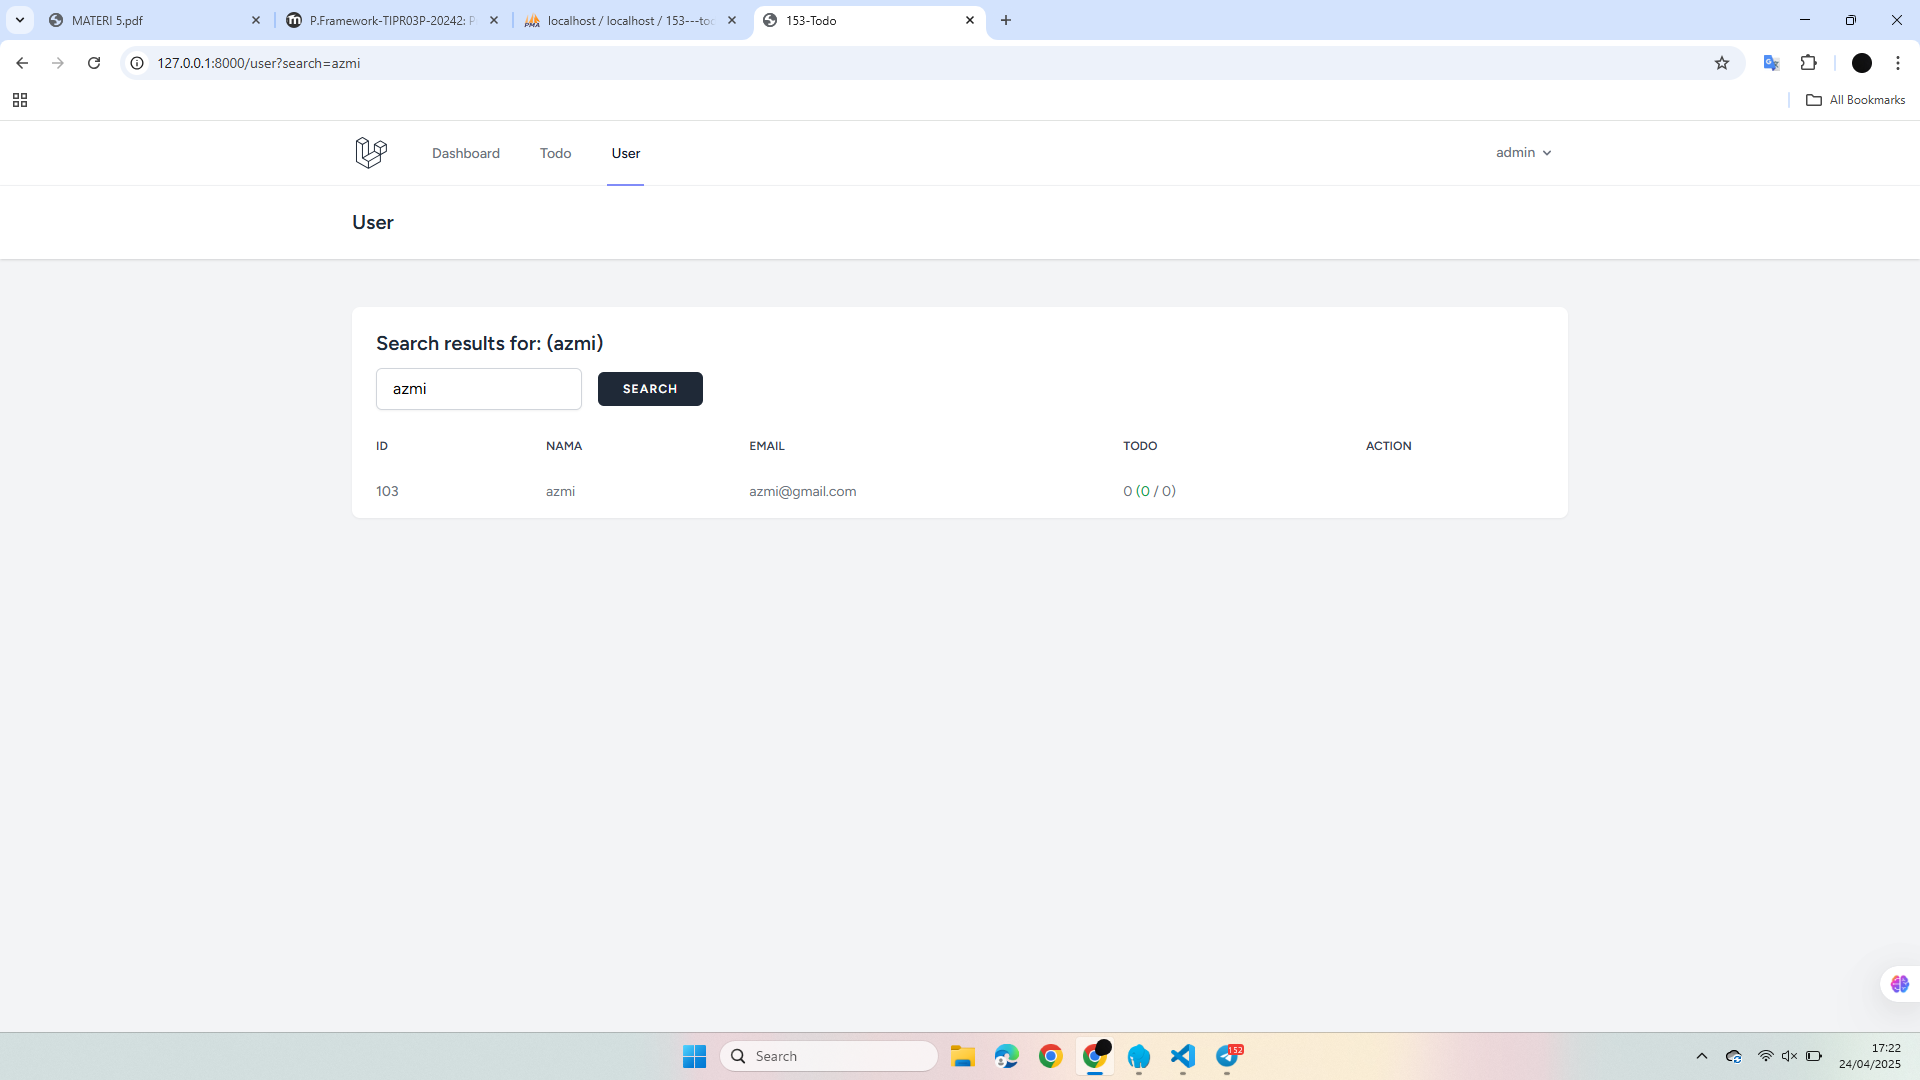 MATERI 5.pdf
P.Framework-TIPR03P-20242: P
localhost / localhost / 153---toc
153-Todo
127.0.0.1:8000/user?search=azmi
All Bookmarks
Dashboard
Todo
User
admin
User
Search results for: (azmi)
azmi
SEARCH
ID NAMA EMAIL TODO ACTION
103 azmi azmi@gmail.com 0 (0 / 0)
Search
152
17:22
24/04/2025